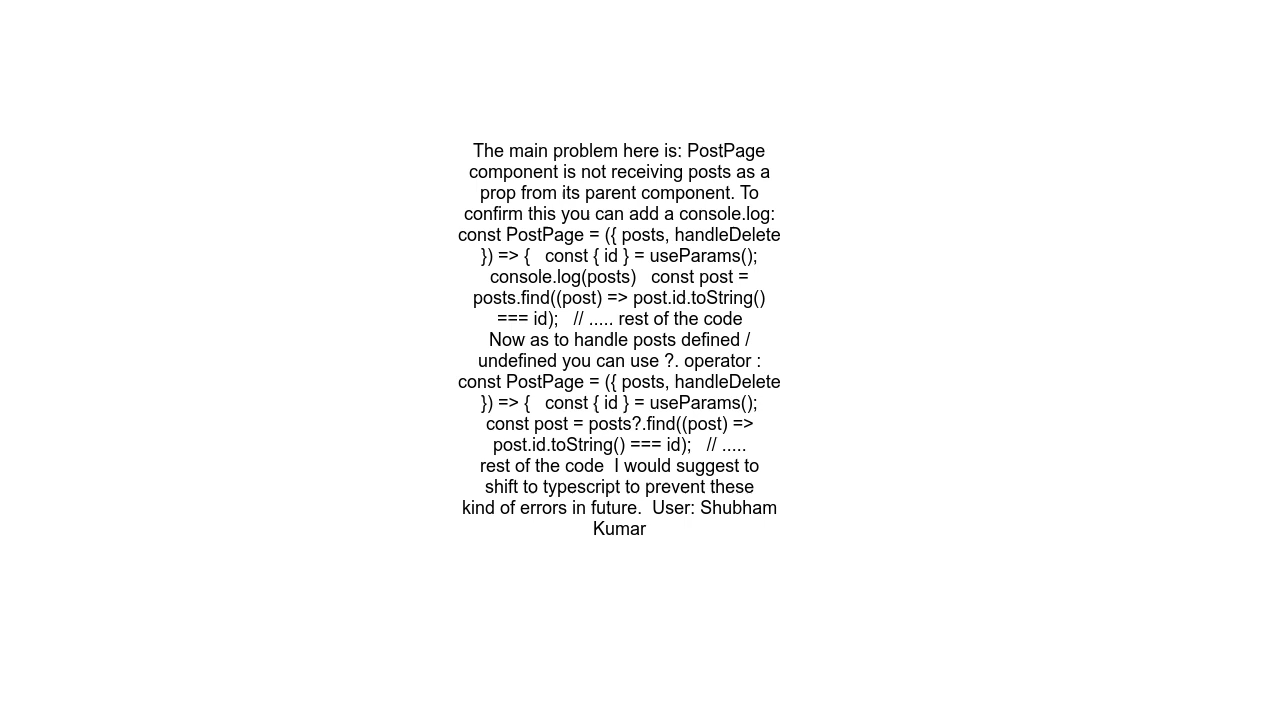 The main problem here is: PostPage
component is not receiving posts as a
prop from its parent component. To
confirm this you can add a console.log:
const PostPage = ({ posts, handleDelete
}) => {   const { id } = useParams();
console.log(posts)   const post =
posts.find((post) => post.id.toString()
=== id);   // ..... rest of the code
Now as to handle posts defined /
undefined you can use ?. operator :
const PostPage = ({ posts, handleDelete
}) => {   const { id } = useParams();
const post = posts?.find((post) =>
post.id.toString() === id);   // .....
rest of the code  I would suggest to
shift to typescript to prevent these
kind of errors in future.  User: Shubham
Kumar